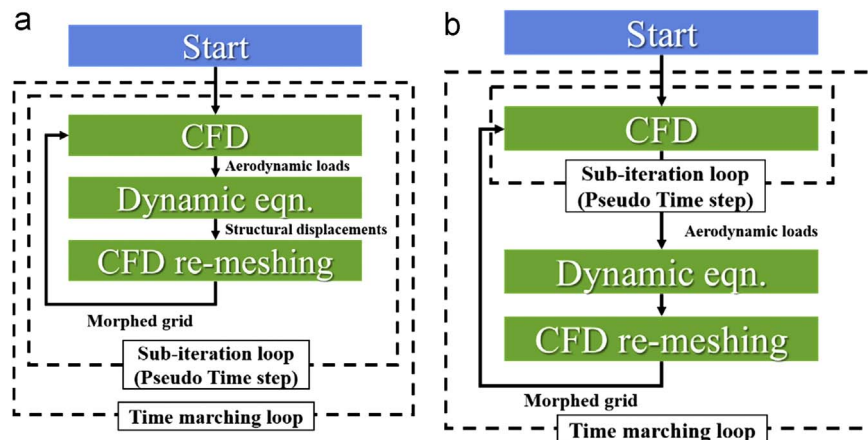 a
Start
CFD
Aerodynamic loads
Dynamic eqn.
Structural displacements
CFD re-meshing
Morphed grid
Sub-iteration loop
(Pseudo Time step)
Time marching loop
b
Start
CFD
Sub-iteration loop
(Pseudo Time step)
Aerodynamic loads
Dynamic eqn.
CFD re-meshing
Morphed grid
Time marching loop